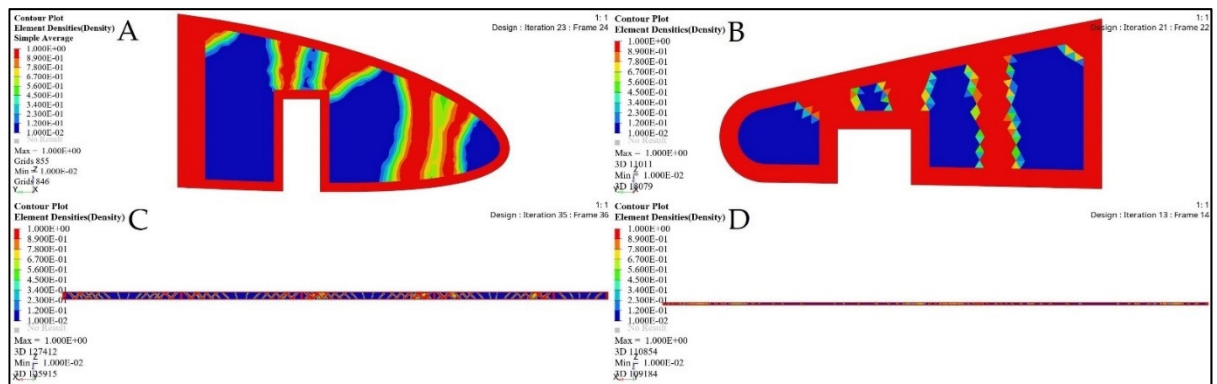 Contour Plot
Element Densities(Density)
Simple Average
1.000E+00
8.900E-01
7.800E-01
6.700E-01
5.600E-01
4.500E-01
3.400E-01
2.300E-01
1.200E-01
1.000E-02
No Result
Max = 1.000E+00
Grids 855
Min = 1.000E-02
Grids 846
Z
Y X
A
1: 1
Design : Iteration 23 : Frame 24
Contour Plot
Element Densities(Density)
1.000E+00
8.900E-01
7.800E-01
6.700E-01
5.600E-01
4.500E-01
3.400E-01
2.300E-01
1.200E-01
1.000E-02
No Result
Max = 1.000E+00
3D 11011
Min = 1.000E-02
3D 18079
Z
B
1: 1
Design : Iteration 21 : Frame 22
Contour Plot
Element Densities(Density)
1.000E+00
8.900E-01
7.800E-01
6.700E-01
5.600E-01
4.500E-01
3.400E-01
2.300E-01
1.200E-01
1.000E-02
No Result
Max = 1.000E+00
3D 127412
Min = 1.000E-02
Z
X Y
C
1: 1
Design : Iteration 35 : Frame 36
Contour Plot
Element Densities(Density)
1.000E+00
8.900E-01
7.800E-01
6.700E-01
5.600E-01
4.500E-01
3.400E-01
2.300E-01
1.200E-01
1.000E-02
No Result
Max = 1.000E+00
Min = 1.000E-02
Z
X Y
D
1: 1
Design : Iteration 13 : Frame 14